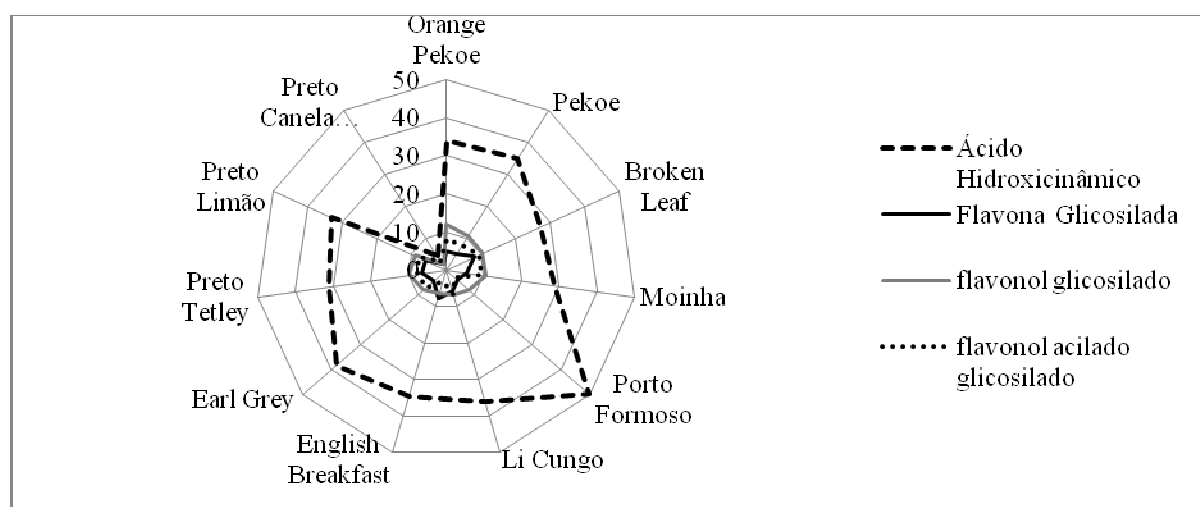 Orange
Pekoe
Pekoe
Broken
Leaf
Moinha
Porto
Formoso
Li Cungo
English
Breakfast
Earl Grey
Preto
Tetley
Preto
Limão
Preto
Canela…
50
40
30
20
10
0
Ácido
Hidroxicinâmico
Flavona Glicosilada
flavonol glicosilado
flavonol acilado
glicosilado